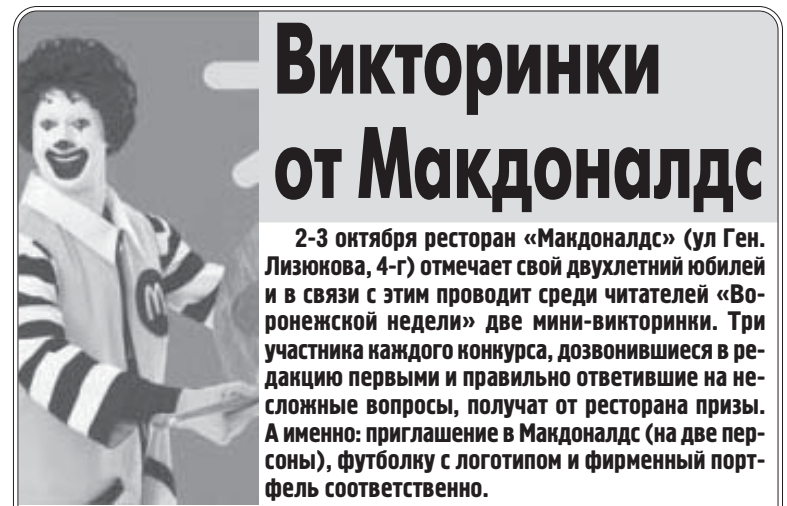 Викторинки
от Макдоналдс
2-3 октября ресторан «Макдоналдс» (ул Ген.
Лизюкова, 4-г) отмечает свой двухлетний юбилей
и в связи с этим проводит среди читателей «Во-
ронежской недели» две мини-викторинки. Три
участника каждого конкурса, дозвонившиеся в ре-
дакцию первыми и правильно ответившие на не-
сложные вопросы, получат от ресторана призы.
А именно: приглашение в Макдоналдс (на две пер-
соны), футболку с логотипом и фирменный порт-
фель соответственно.